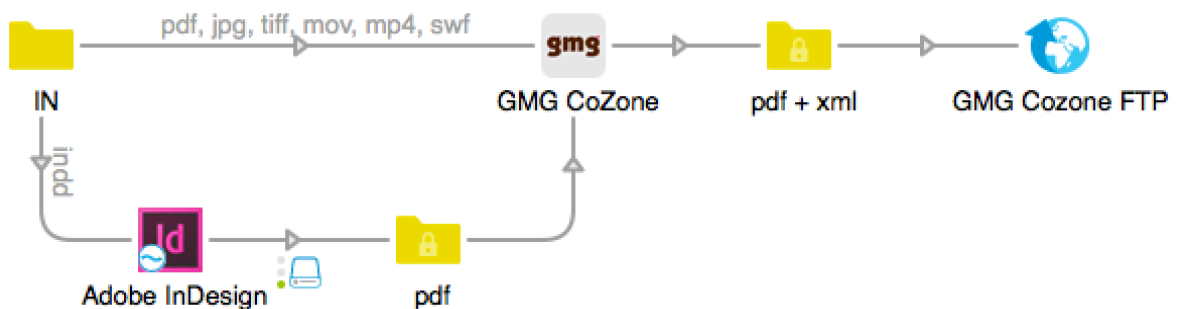 pdf, jpg, tiff, mov, mp4, swf
gmg
IN
GMG CoZone
pdf + xml
GMG Cozone FTP
indd
Id
Adobe InDesign
pdf